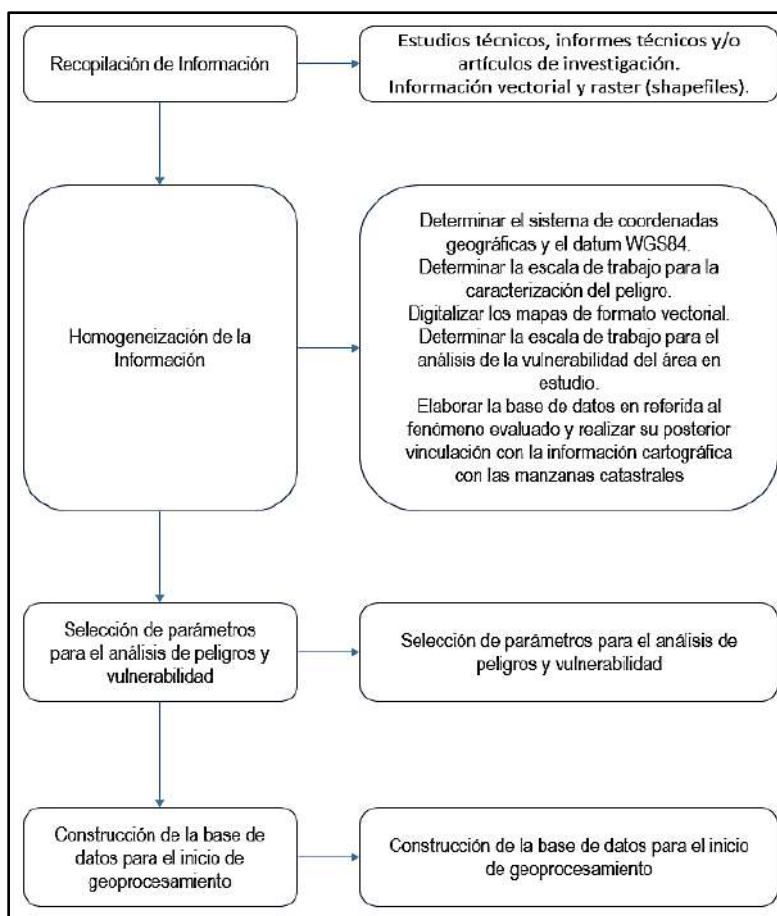 Recopilación de Información
Estudios técnicos, informes técnicos y/o
artículos de investigación.
Información vectorial y raster (shapefiles).
Homogeneización de la
Información
Determinar el sistema de coordenadas
geográficas y el datum WGS84.
Determinar la escala de trabajo para la
caracterización del peligro.
Digitalizar los mapas de formato vectorial.
Determinar la escala de trabajo para el
análisis de la vulnerabilidad del área en
estudio.
Elaborar la base de datos en referida al
fenómeno evaluado y realizar su posterior
vinculación con la información cartográfica
con las manzanas catastrales
Selección de parámetros
para el análisis de peligros y
vulnerabilidad
Selección de parámetros para el análisis de
peligros y vulnerabilidad
Construcción de la base de
datos para el inicio de
geoprocesamiento
Construcción de la base de datos para el inicio
de geoprocesamiento